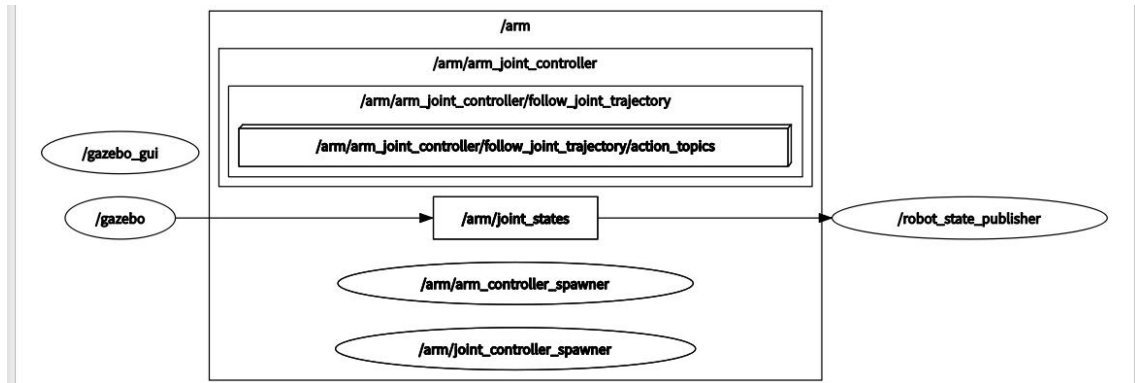 /arm
/arm/arm_joint_controller
/arm/arm_joint_controller/follow_joint_trajectory
/arm/arm_joint_controller/follow_joint_trajectory/action_topics
/gazebo_gui
/gazebo
/arm/joint_states
/robot_state_publisher
/arm/arm_controller_spawner
/arm/joint_controller_spawner